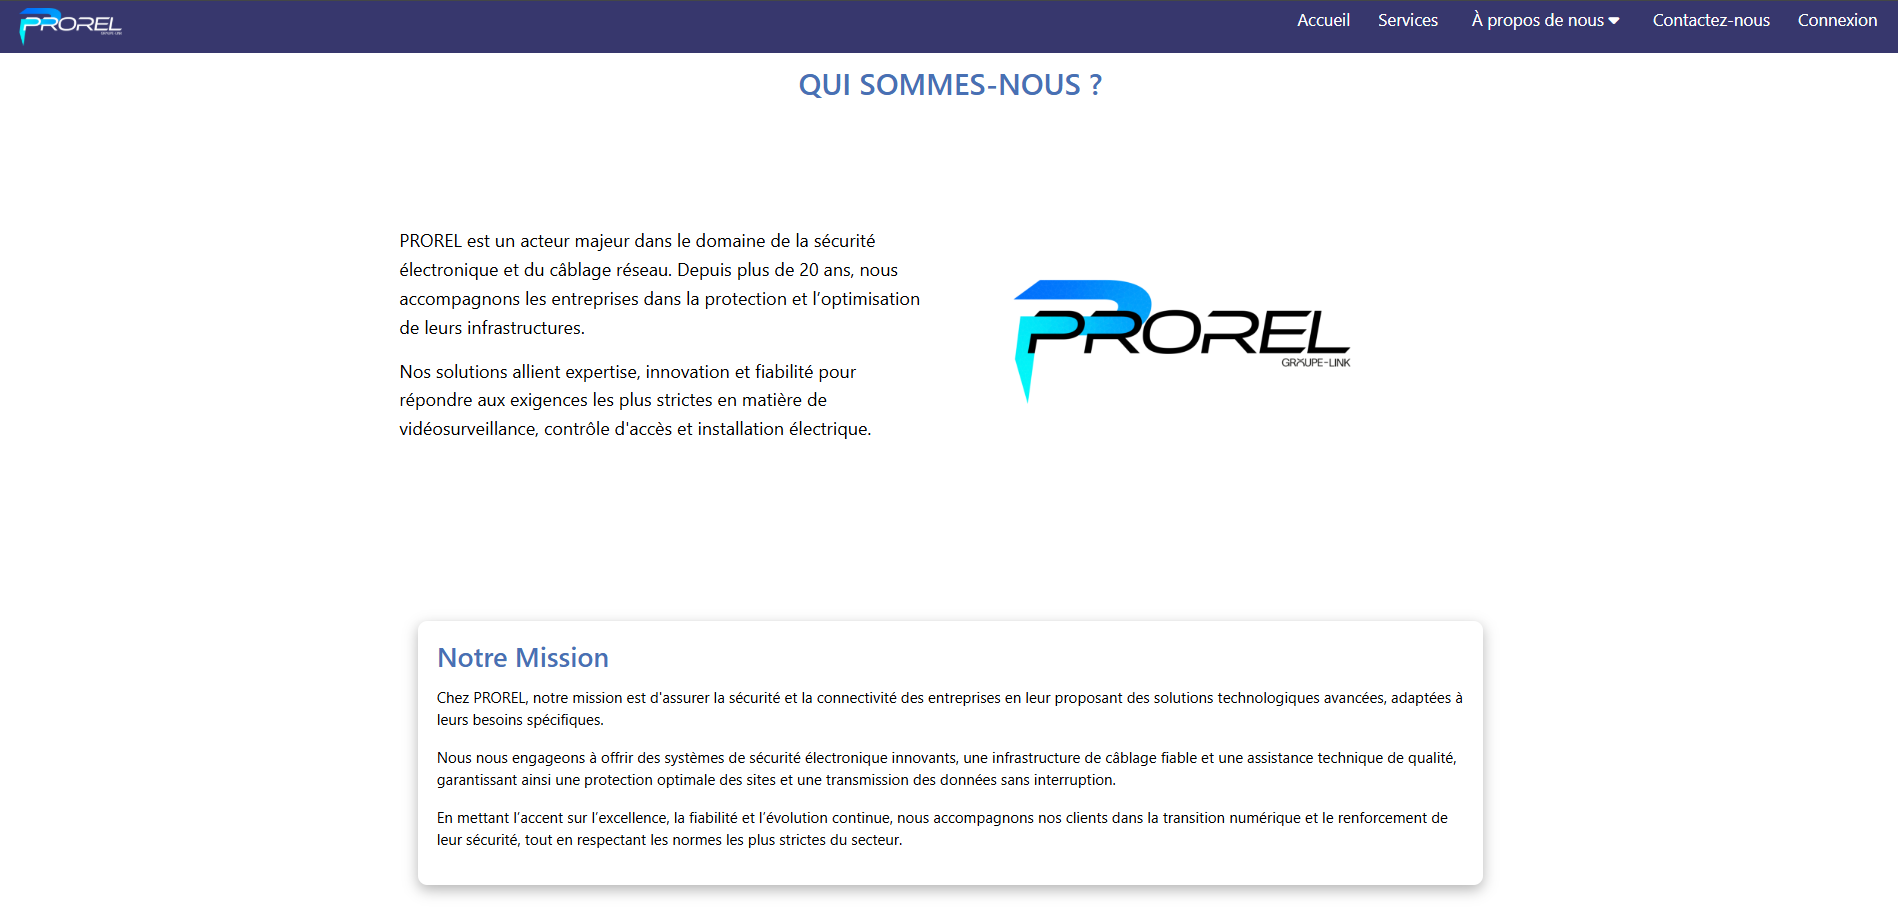 PROREL
GROUPE-LINK
Accueil Services À propos de nous Contactez-nous Connexion
QUI SOMMES-NOUS ?
PROREL est un acteur majeur dans le domaine de la sécurité
électronique et du câblage réseau. Depuis plus de 20 ans, nous
accompagnons les entreprises dans la protection et l’optimisation
de leurs infrastructures.
Nos solutions allient expertise, innovation et fiabilité pour
répondre aux exigences les plus strictes en matière de
vidéosurveillance, contrôle d'accès et installation électrique.
PROREL
GROUPE-LINK
Notre Mission
Chez PROREL, notre mission est d'assurer la sécurité et la connectivité des entreprises en leur proposant des solutions technologiques avancées, adaptées à
leurs besoins spécifiques.
Nous nous engageons à offrir des systèmes de sécurité électronique innovants, une infrastructure de câblage fiable et une assistance technique de qualité,
garantissant ainsi une protection optimale des sites et une transmission des données sans interruption.
En mettant l’accent sur l’excellence, la fiabilité et l’évolution continue, nous accompagnons nos clients dans la transition numérique et le renforcement de
leur sécurité, tout en respectant les normes les plus strictes du secteur.